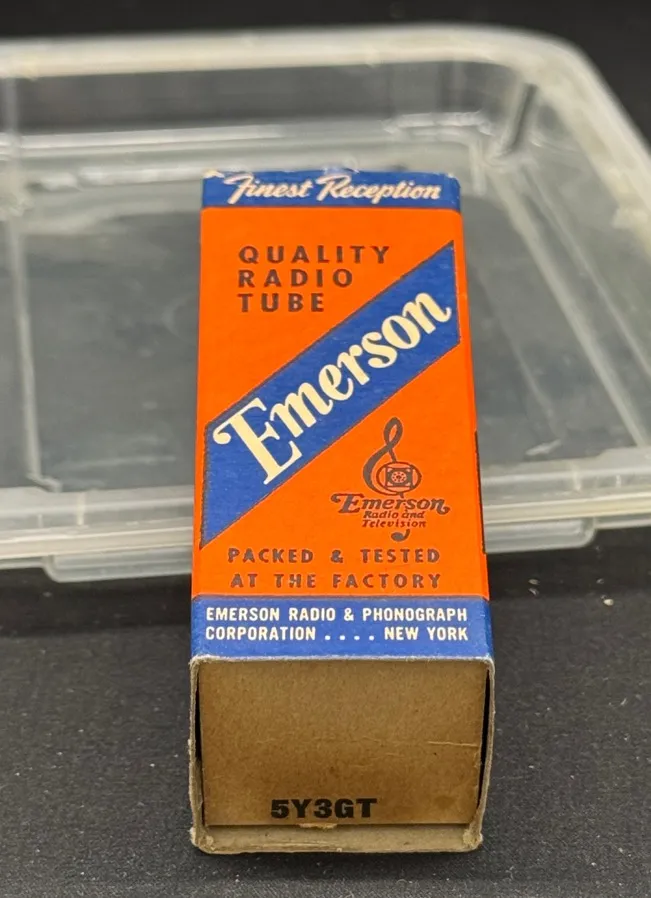 Finest Reception
QUALITY
RADIO
TUBE
Emerson
Emerson
Radio and
Television
PACKED & TESTED
AT THE FACTORY
EMERSON RADIO & PHONOGRAPH
CORPORATION .... NEW YORK
5Y3GT